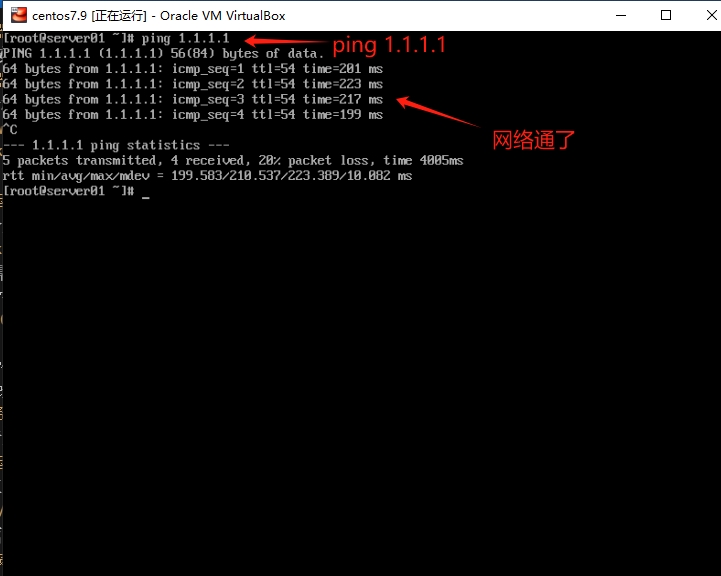 centos7.9 [正在运行] - Oracle VM VirtualBox
[root@server01 ~]# ping 1.1.1.1
ping 1.1.1.1
PING 1.1.1.1 (1.1.1.1) 56(84) bytes of data.
64 bytes from 1.1.1.1: icmp_seq=1 ttl=54 time=201 ms
64 bytes from 1.1.1.1: icmp_seq=2 ttl=54 time=223 ms
64 bytes from 1.1.1.1: icmp_seq=3 ttl=54 time=217 ms
64 bytes from 1.1.1.1: icmp_seq=4 ttl=54 time=199 ms
^C
网络通了
--- 1.1.1.1 ping statistics ---
5 packets transmitted, 4 received, 20% packet loss, time 4005ms
rtt min/avg/max/mdev = 199.583/210.537/223.389/10.082 ms
[root@server01 ~]# _